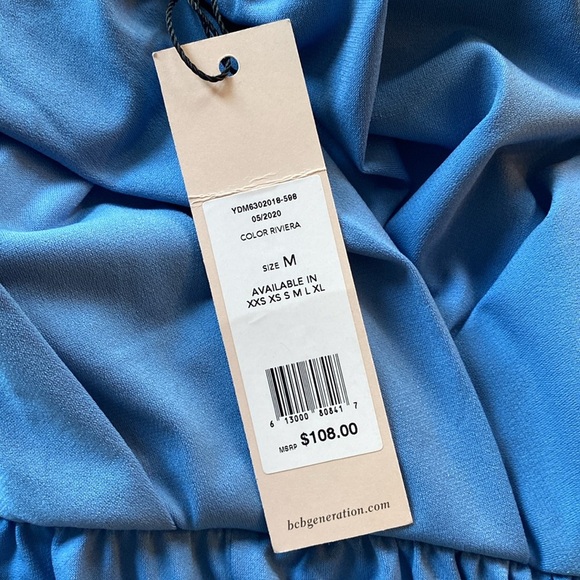 YDM6302018-598
05/2020
COLOR RIVIERA
SIZE M
AVAILABLE IN
XXS XS S M L XL
6 13000 80841 7
MSRP $108.00
bcbgeneration.com